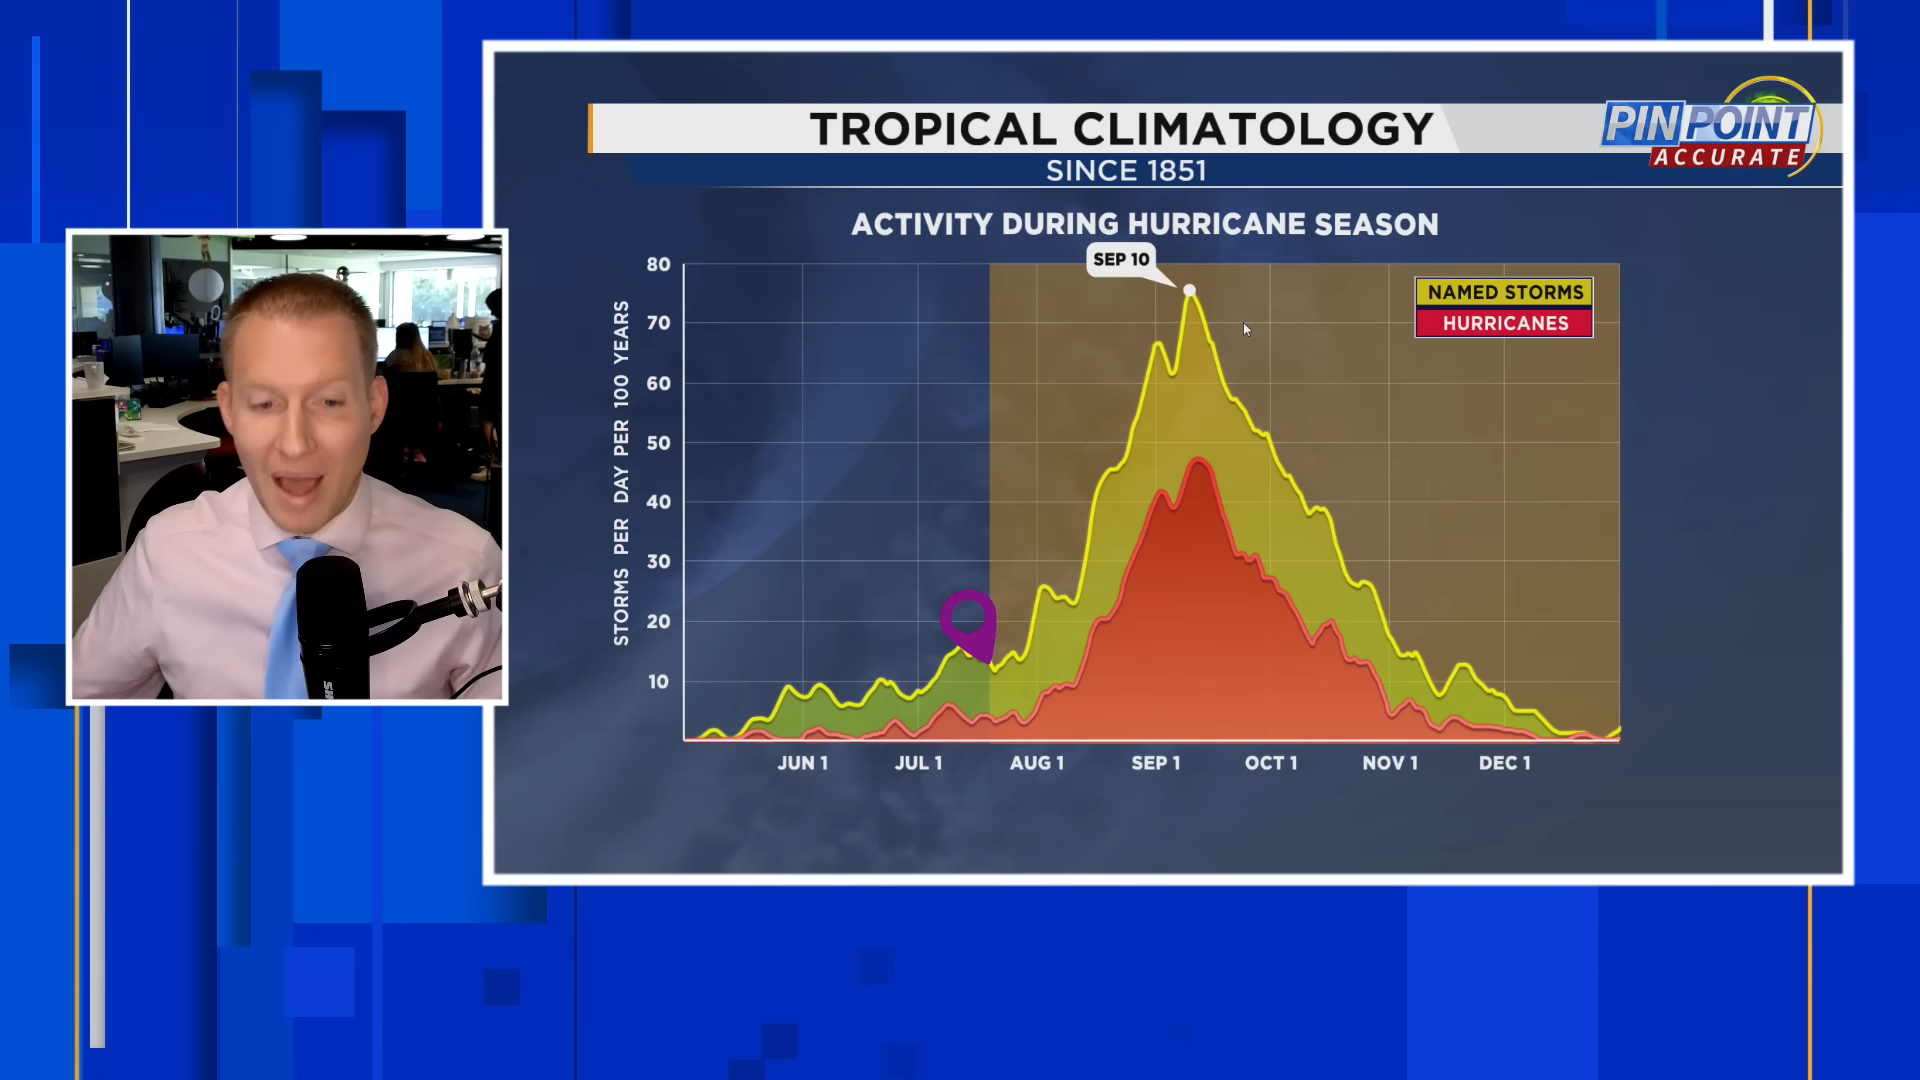 TROPICAL CLIMATOLOGY
SINCE 1851
PINPOINT
ACCURATE
ACTIVITY DURING HURRICANE SEASON
SEP 10
NAMED STORMS
HURRICANES
STORMS PER DAY PER 100 YEARS
80
70
60
50
40
30
20
10
JUN 1
JUL 1
AUG 1
SEP 1
OCT 1
NOV 1
DEC 1